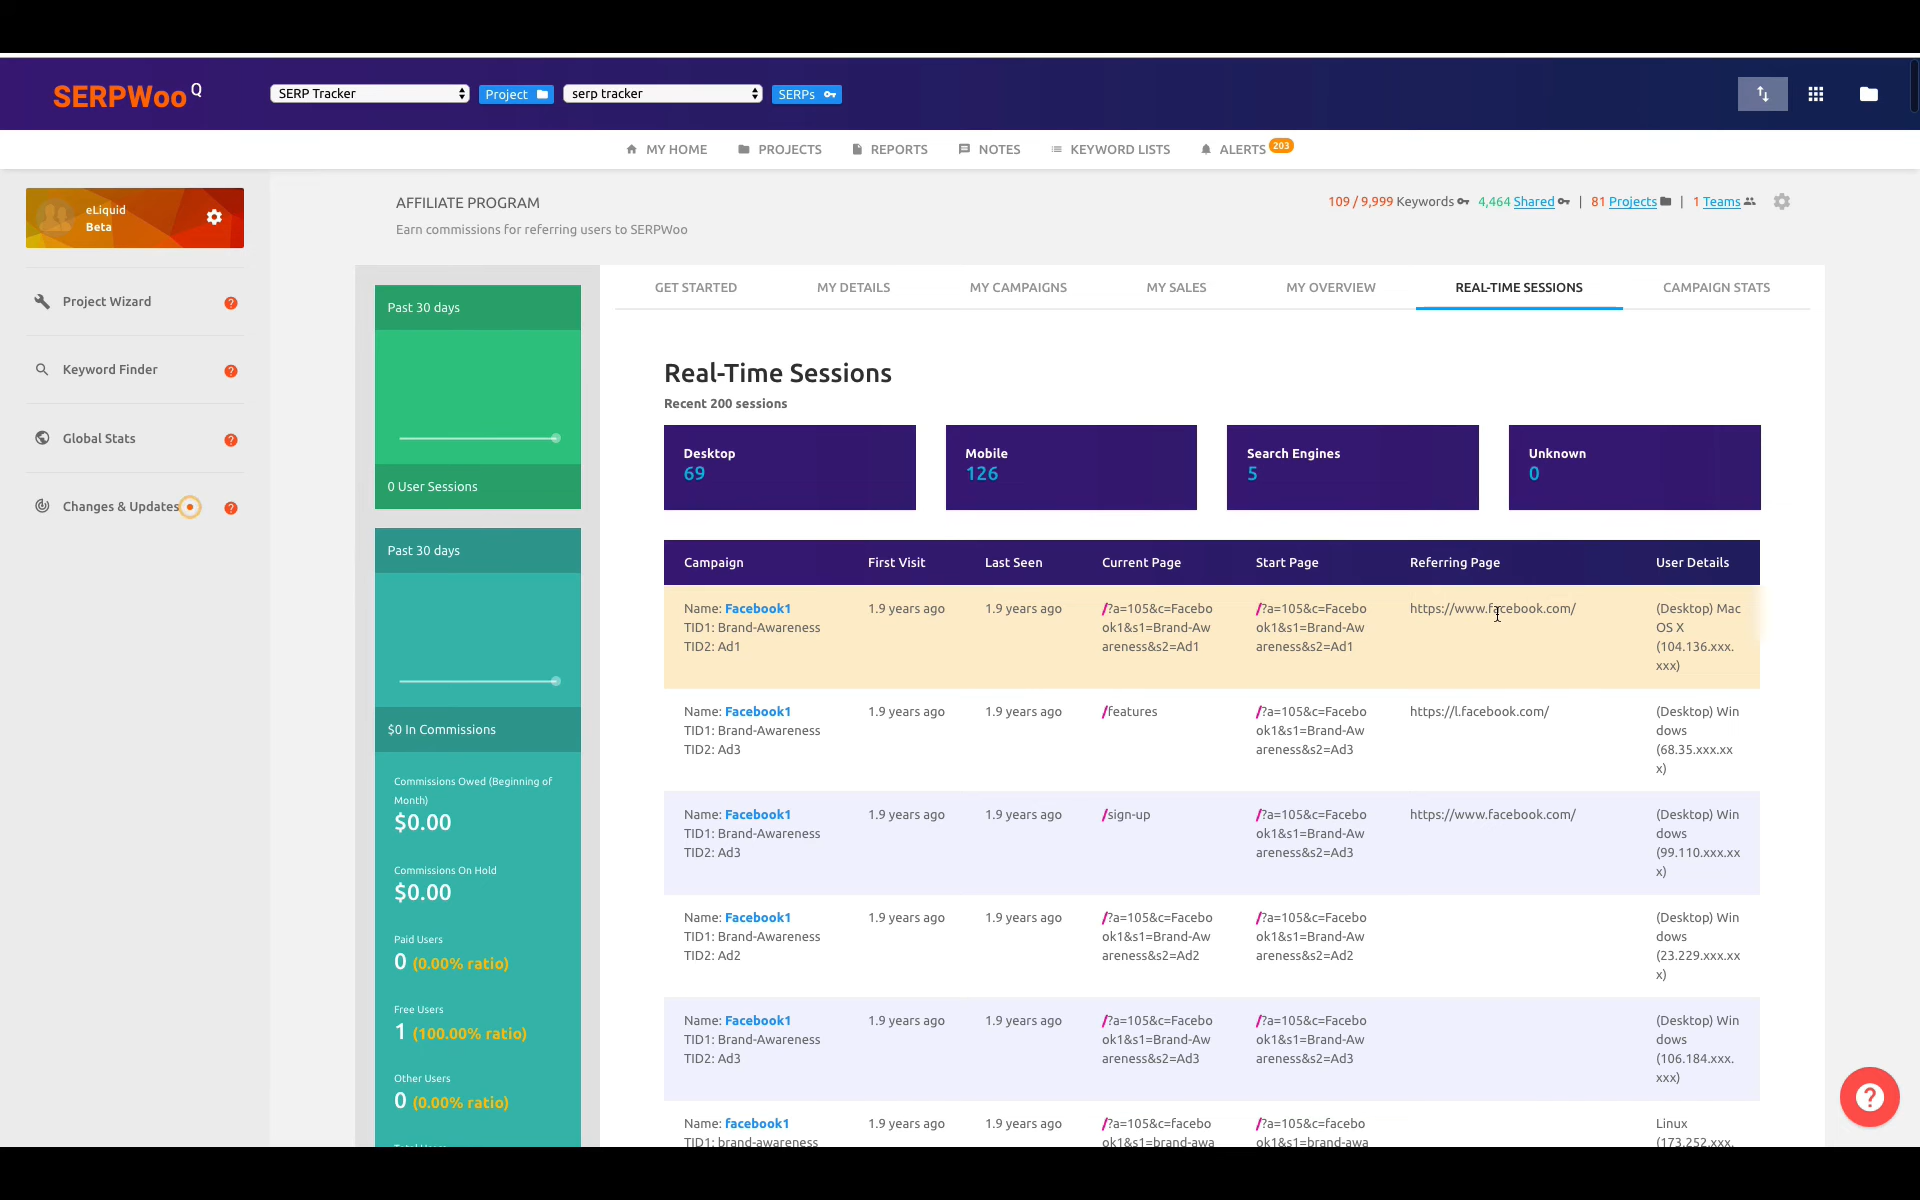 SERPWoo Q
SERP Tracker
Project
serp tracker
SERPs
MY HOME
PROJECTS
REPORTS
NOTES
KEYWORD LISTS
ALERTS 203
eLiquid
Beta
Project Wizard
?
Keyword Finder
?
Global Stats
?
Changes & Updates
?
AFFILIATE PROGRAM
Earn commissions for referring users to SERPWoo
109 / 9,999 Keywords 4,464 Shared | 81 Projects | 1 Teams
Past 30 days
0 User Sessions
Past 30 days
$0 In Commissions
Commissions Owed (Beginning of
Month)
$0.00
Commissions On Hold
$0.00
Paid Users
0 (0.00% ratio)
Free Users
1 (100.00% ratio)
Other Users
0 (0.00% ratio)
GET STARTED
MY DETAILS
MY CAMPAIGNS
MY SALES
MY OVERVIEW
REAL-TIME SESSIONS
CAMPAIGN STATS
Real-Time Sessions
Recent 200 sessions
Desktop
69
Mobile
126
Search Engines
5
Unknown
0
Campaign
First Visit
Last Seen
Current Page
Start Page
Referring Page
User Details
Name: Facebook1
TID1: Brand-Awareness
TID2: Ad1
1.9 years ago
1.9 years ago
/?a=105&c=Facebo
ok1&s1=Brand-Aw
areness&s2=Ad1
/?a=105&c=Facebo
ok1&s1=Brand-Aw
areness&s2=Ad1
https://www.facebook.com/
(Desktop) Mac
OS X
(104.136.xxx.
xxx)
Name: Facebook1
TID1: Brand-Awareness
TID2: Ad3
1.9 years ago
1.9 years ago
/features
/?a=105&c=Facebo
ok1&s1=Brand-Aw
areness&s2=Ad3
https://l.facebook.com/
(Desktop) Win
dows
(68.35.xxx.xx
x)
Name: Facebook1
TID1: Brand-Awareness
TID2: Ad3
1.9 years ago
1.9 years ago
/sign-up
/?a=105&c=Facebo
ok1&s1=Brand-Aw
areness&s2=Ad3
https://www.facebook.com/
(Desktop) Win
dows
(99.110.xxx.xx
x)
Name: Facebook1
TID1: Brand-Awareness
TID2: Ad2
1.9 years ago
1.9 years ago
/?a=105&c=Facebo
ok1&s1=Brand-Aw
areness&s2=Ad2
/?a=105&c=Facebo
ok1&s1=Brand-Aw
areness&s2=Ad2
(Desktop) Win
dows
(23.229.xxx.xx
x)
Name: Facebook1
TID1: Brand-Awareness
TID2: Ad3
1.9 years ago
1.9 years ago
/?a=105&c=Facebo
ok1&s1=Brand-Aw
areness&s2=Ad3
/?a=105&c=Facebo
ok1&s1=Brand-Aw
areness&s2=Ad3
(Desktop) Win
dows
(106.184.xxx.
xxx)
Name: facebook1
TID1: brand-awareness
1.9 years ago
1.9 years ago
/?a=105&c=facebo
ok1&s1=brand-awa
/?a=105&c=facebo
ok1&s1=brand-awa
Linux
(173.252.xxx.
?